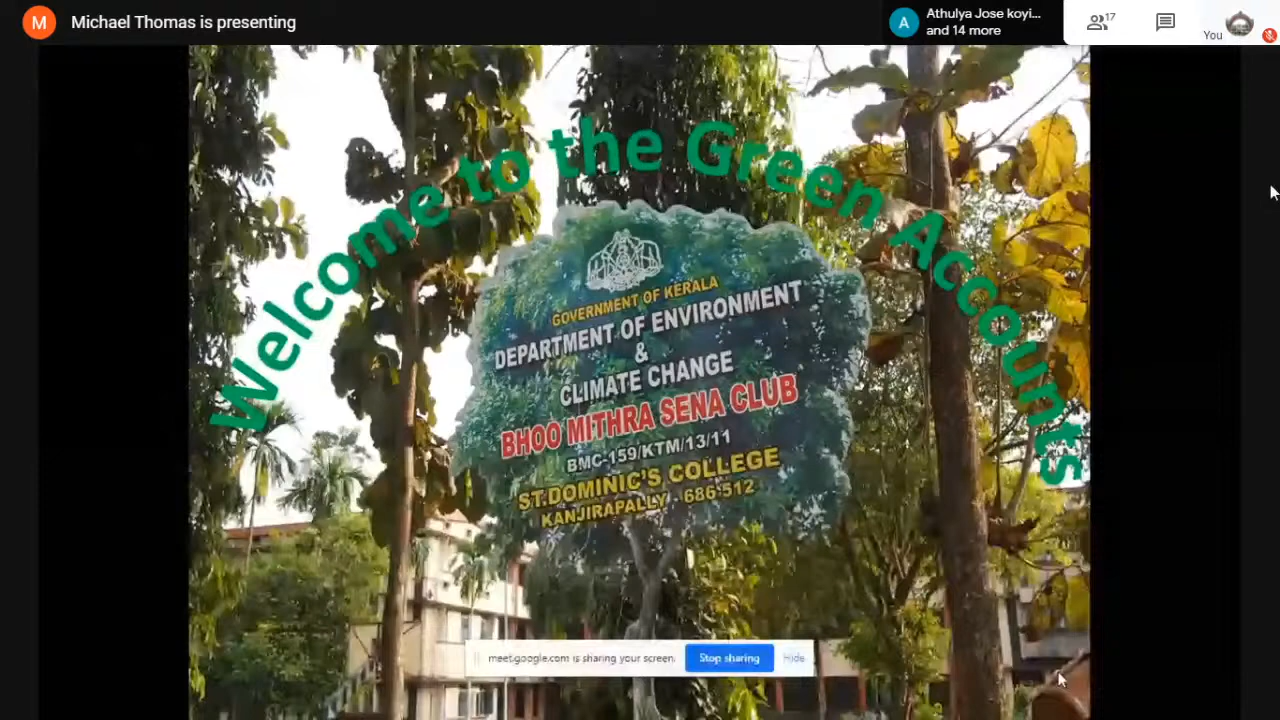 M
Michael Thomas is presenting
A
Athulya Jose koyi...
and 14 more
17
You
Welcome to the Green Accounts
GOVERNMENT OF KERALA
DEPARTMENT OF ENVIRONMENT
&
CLIMATE CHANGE
BHOO MITHRA SENA CLUB
BMC-159/KTM/13/11
ST.DOMINIC'S COLLEGE
KANJIRAPALLY - 686 512
meet.google.com is sharing your screen.
Stop sharing
Hide